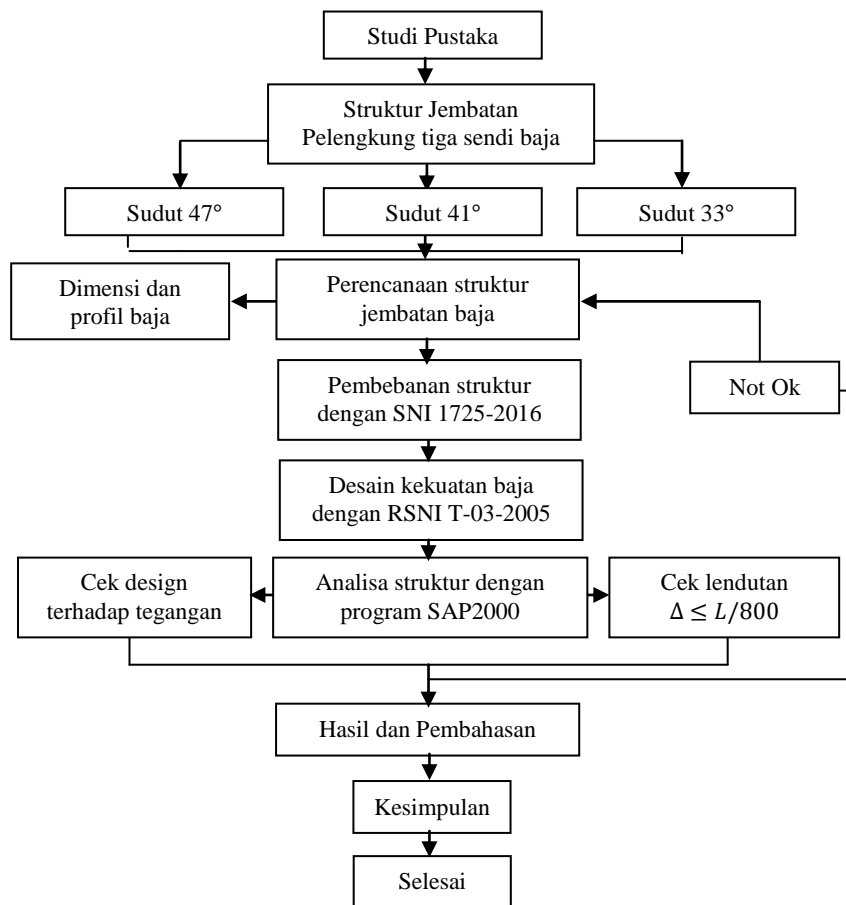 Studi Pustaka
Struktur Jembatan
Pelengkung tiga sendi baja
Sudut 47°
Sudut 41°
Sudut 33°
Dimensi dan
profil baja
Perencanaan struktur
jembatan baja
Pembebanan struktur
dengan SNI 1725-2016
Not Ok
Desain kekuatan baja
dengan RSNI T-03-2005
Cek design
terhadap tegangan
Analisa struktur dengan
program SAP2000
Cek lendutan
Δ ≤ L/800
Hasil dan Pembahasan
Kesimpulan
Selesai